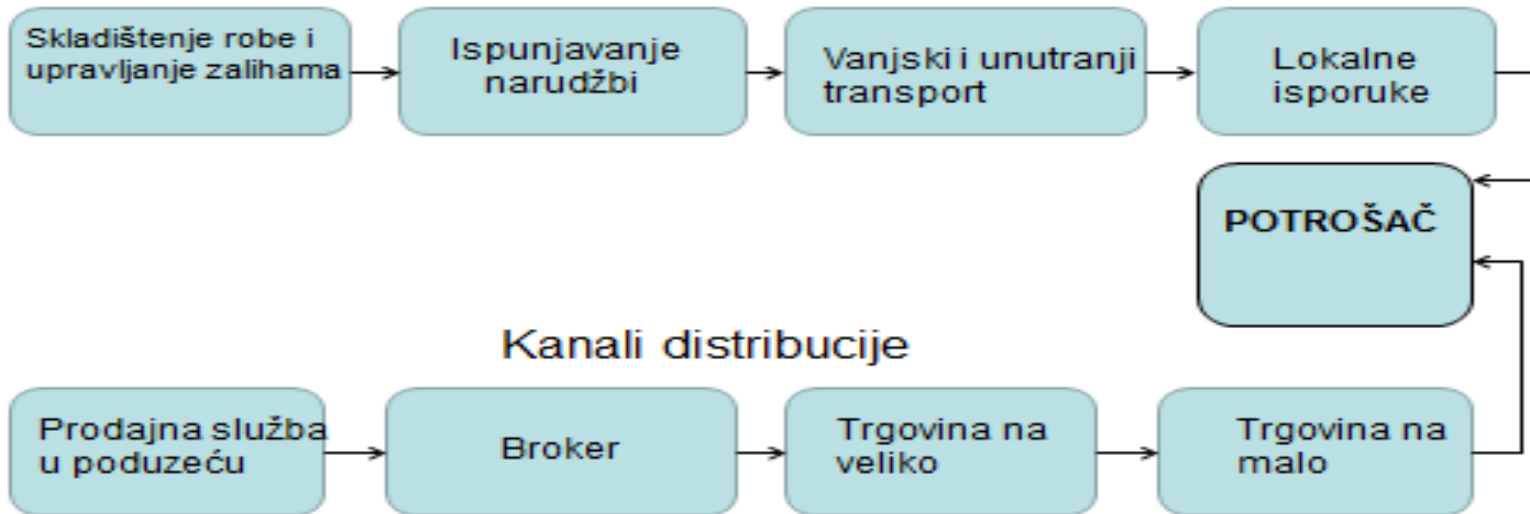 Skladištenje robe i
upravljanje zalihama
Ispunjavanje
narudžbi
Vanjski i unutranji
transport
Lokalne
isporuke
POTROŠAČ
Kanali distribucije
Prodajna služba
u poduzeću
Broker
Trgovina na
veliko
Trgovina na
malo